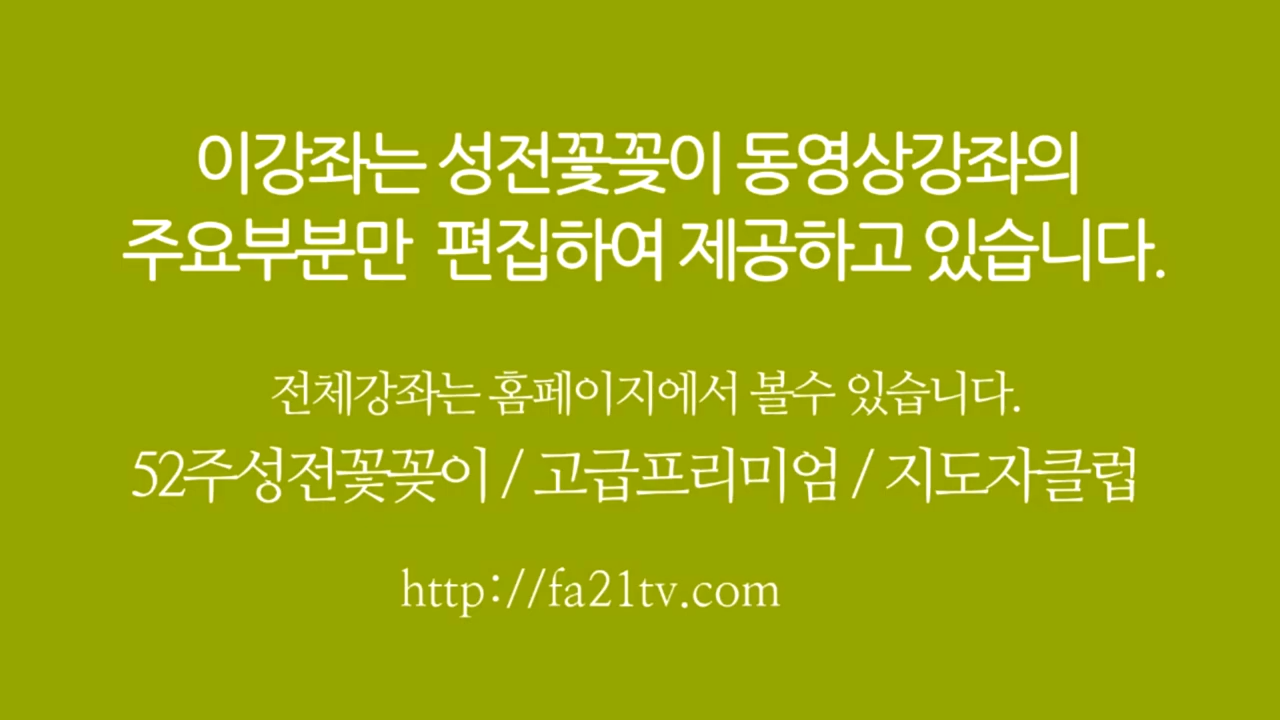 이강좌는 성전꽃꽂이 동영상강좌의
주요부분만 편집하여 제공하고 있습니다.
전체강좌는 홈페이지에서 볼수 있습니다.
52주성전꽃꽂이 / 고급프리미엄 / 지도자클럽
http://fa21tv.com